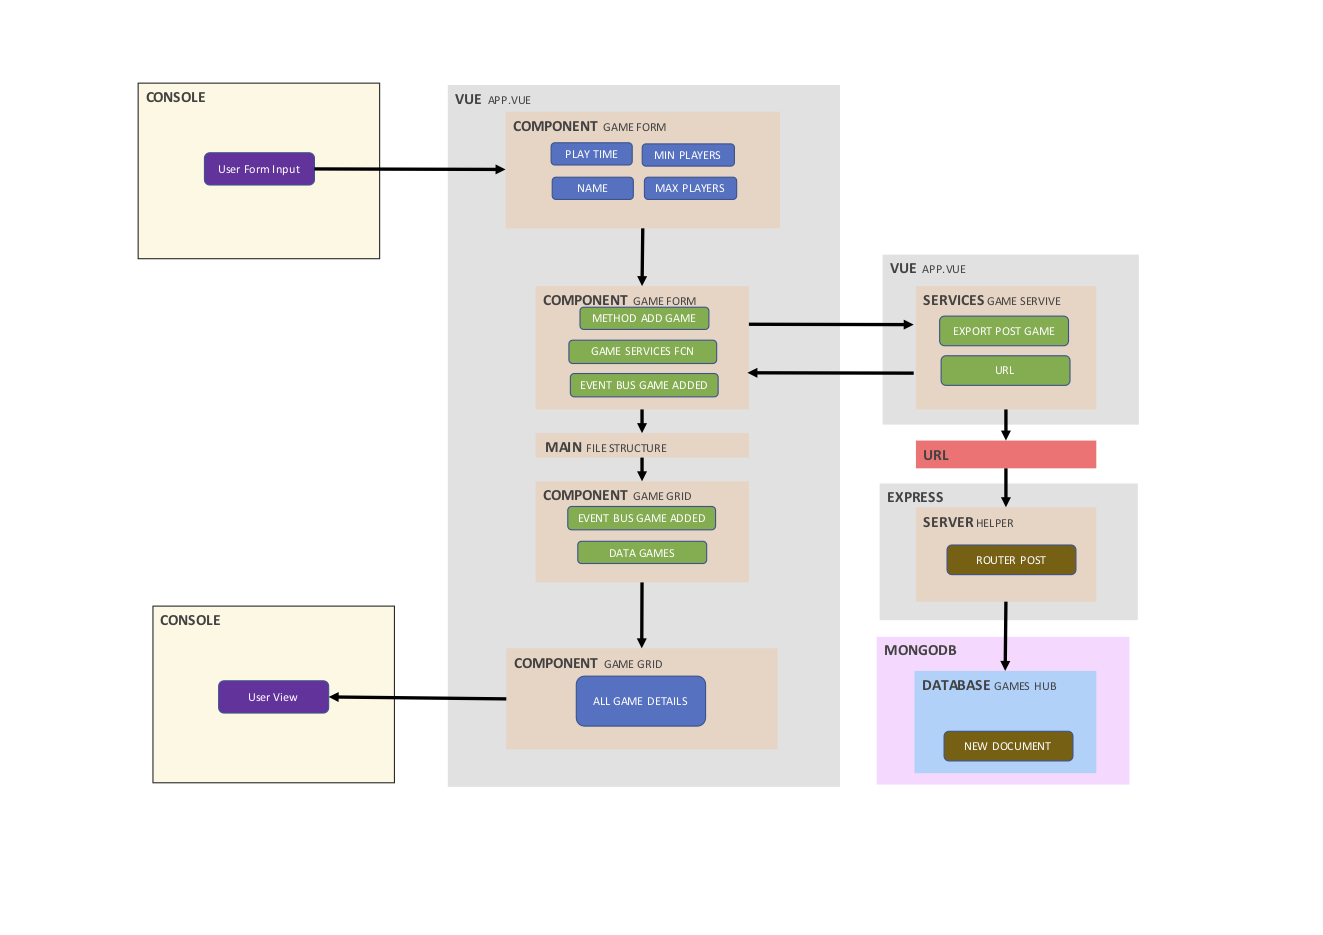 CONSOLE
User Form Input
VUE APP.VUE
COMPONENT GAME FORM
PLAY TIME
MIN PLAYERS
NAME
MAX PLAYERS
COMPONENT GAME FORM
METHOD ADD GAME
GAME SERVICES FCN
EVENT BUS GAME ADDED
MAIN FILE STRUCTURE
COMPONENT GAME GRID
EVENT BUS GAME ADDED
DATA GAMES
COMPONENT GAME GRID
ALL GAME DETAILS
CONSOLE
User View
VUE APP.VUE
SERVICES GAME SERVIVE
EXPORT POST GAME
URL
URL
EXPRESS
SERVER HELPER
ROUTER POST
MONGODB
DATABASE GAMES HUB
NEW DOCUMENT